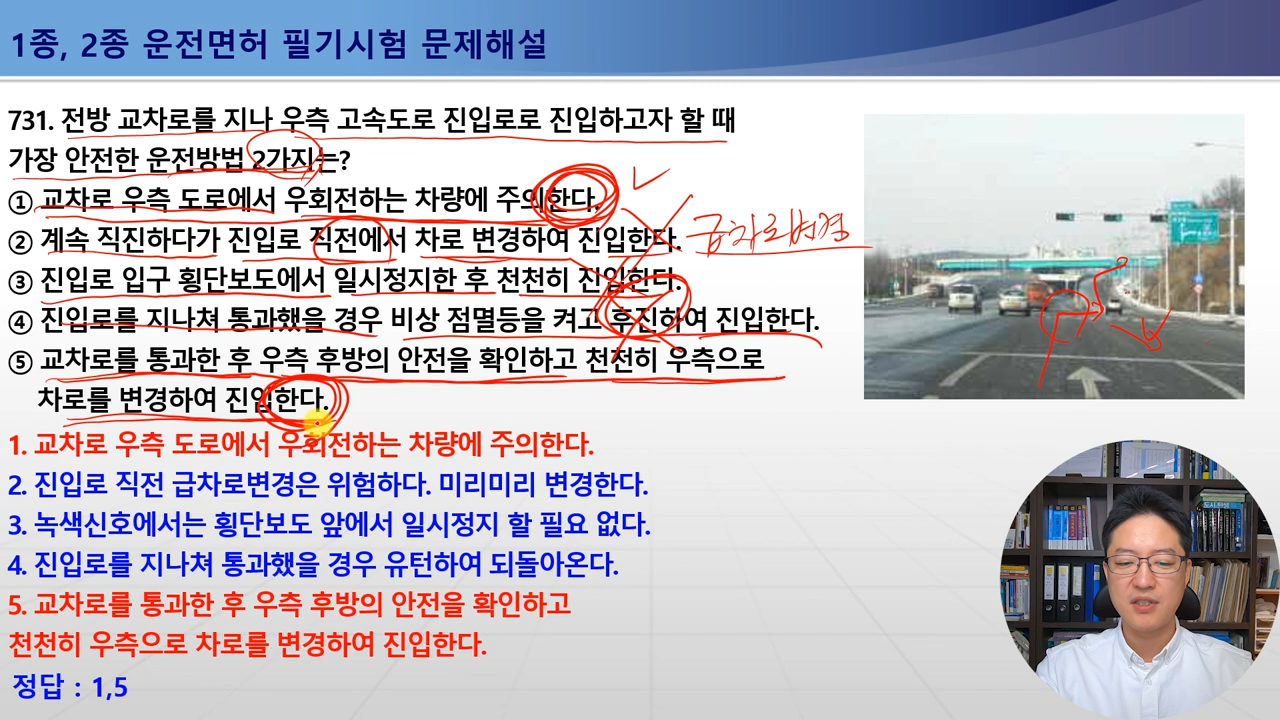 1종, 2종 운전면허 필기시험 문제해설
731. 전방 교차로를 지나 우측 고속도로 진입로로 진입하고자 할 때
가장 안전한 운전방법 2가지는?
① 교차로 우측 도로에서 우회전하는 차량에 주의한다.
② 계속 직진하다가 진입로 직전에서 차로 변경하여 진입한다.
급차로변경
③ 진입로 입구 횡단보도에서 일시정지한 후 천천히 진입한다.
④ 진입로를 지나쳐 통과했을 경우 비상 점멸등을 켜고 후진하여 진입한다.
⑤ 교차로를 통과한 후 우측 후방의 안전을 확인하고 천천히 우측으로
차로를 변경하여 진입한다.
1. 교차로 우측 도로에서 우회전하는 차량에 주의한다.
2. 진입로 직전 급차로변경은 위험하다. 미리미리 변경한다.
3. 녹색신호에서는 횡단보도 앞에서 일시정지 할 필요 없다.
4. 진입로를 지나쳐 통과했을 경우 유턴하여 되돌아온다.
5. 교차로를 통과한 후 우측 후방의 안전을 확인하고
천천히 우측으로 차로를 변경하여 진입한다.
정답 : 1,5